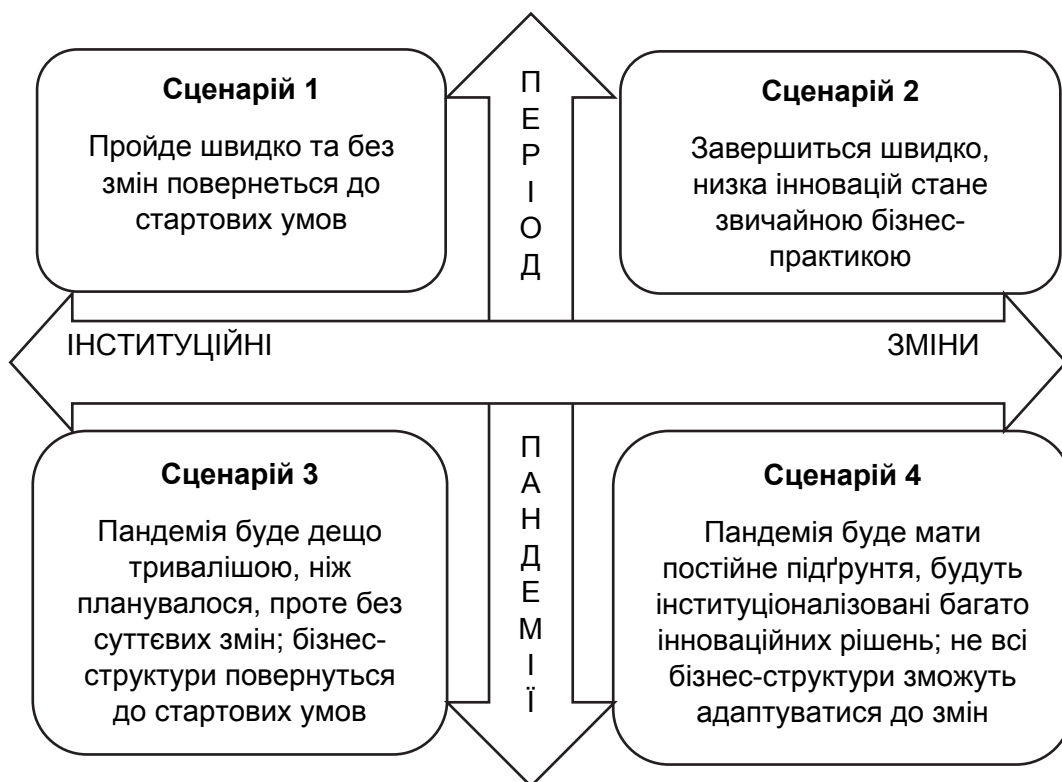 Сценарій 1
Пройде швидко та без
змін повернеться до
стартових умов
ПЕРІОД
Сценарій 2
Завершиться швидко,
низка інновацій стане
звичайною бізнес-
практикою
ІНСТИТУЦІЙНІ
ЗМІНИ
Сценарій 3
Пандемія буде дещо
тривалішою, ніж
планувалося, проте без
суттєвих змін; бізнес-
структури повернуться
до стартових умов
ПАНДЕМІЇ
Сценарій 4
Пандемія буде мати
постійне підґрунтя, будуть
інституціоналізовані багато
інноваційних рішень; не всі
бізнес-структури зможуть
адаптуватися до змін